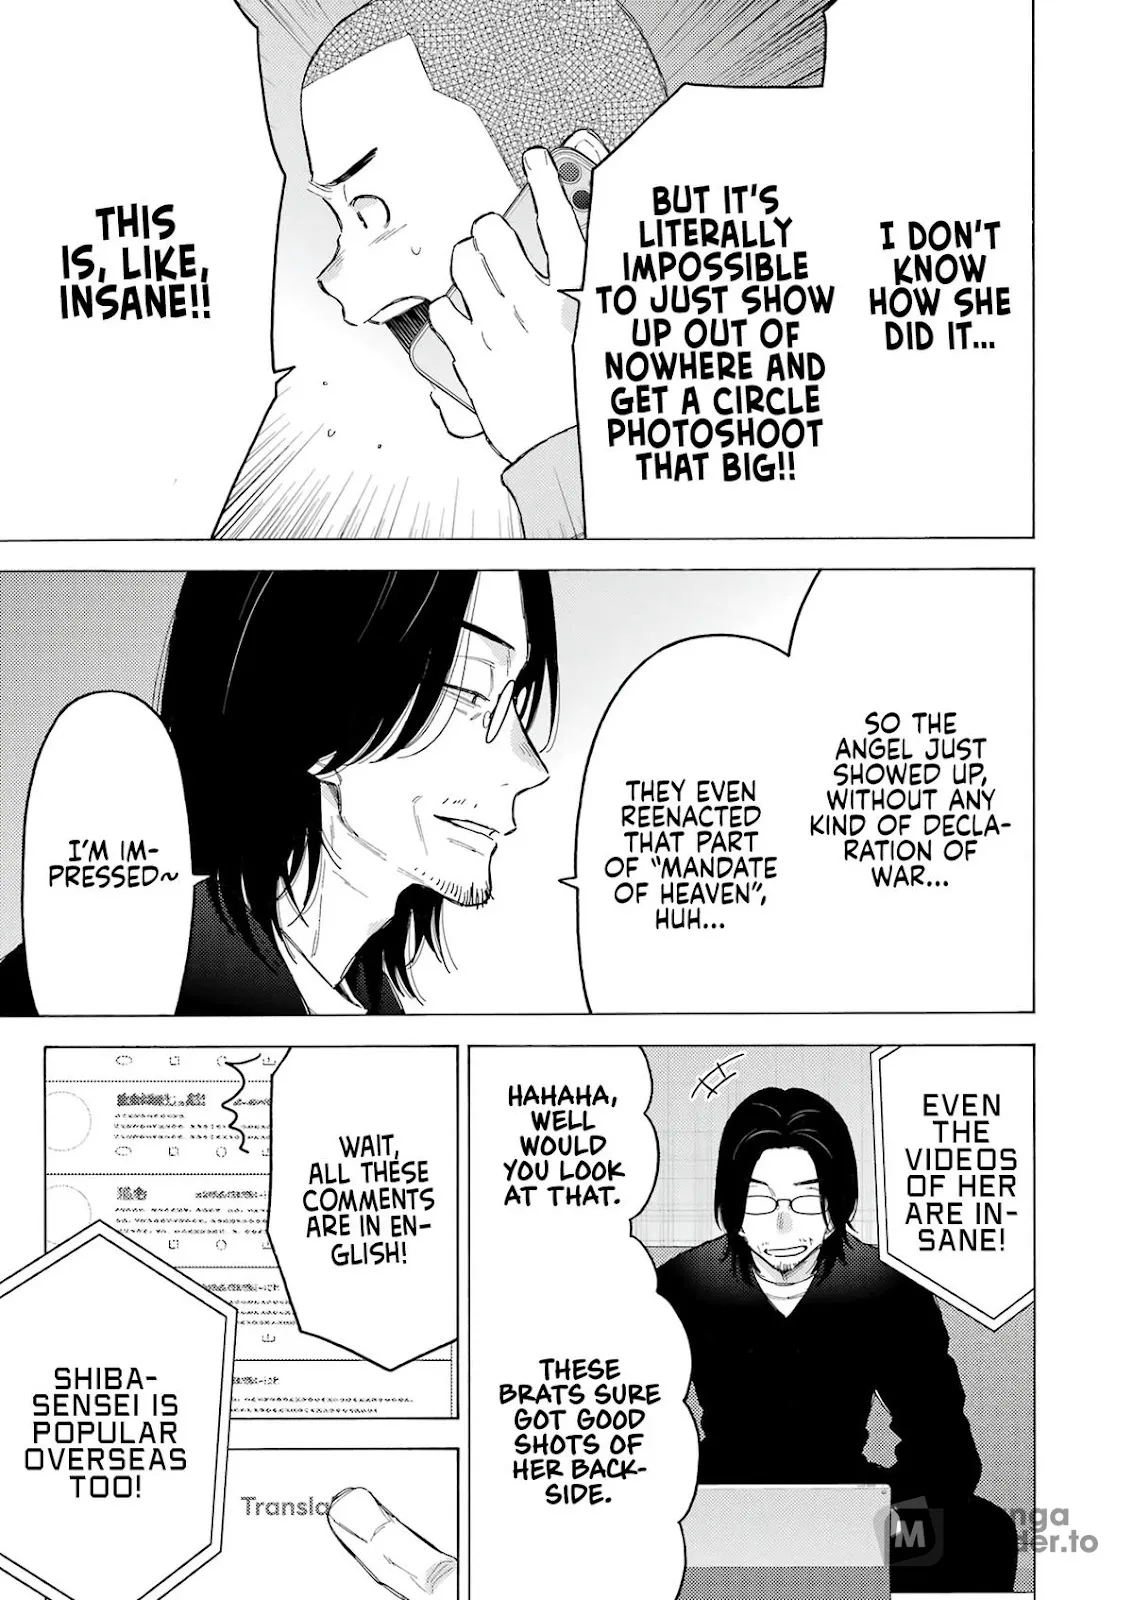 I DON'T
KNOW
HOW SHE
DID IT...
BUT IT'S
LITERALLY
IMPOSSIBLE
TO JUST SHOW
UP OUT OF
NOWHERE AND
GET A CIRCLE
PHOTOSHOOT
THAT BIG!!
THIS
IS, LIKE,
INSANE!!
SO THE
ANGEL JUST
SHOWED UP,
WITHOUT ANY
KIND OF DECLA-
RATION OF
WAR...
THEY EVEN
REENACTED
THAT PART
OF "MANDATE
OF HEAVEN",
HUH...
I'M IM-
PRESSED~
EVEN
THE
VIDEOS
OF HER
ARE IN-
SANE!
HAHAHA,
WELL
WOULD
YOU LOOK
AT THAT.
THESE
BRATS SURE
GOT GOOD
SHOTS OF
HER BACK-
SIDE.
WAIT,
ALL THESE
COMMENTS
ARE IN EN-
GLISH!
SHIBA-
SENSEI IS
POPULAR
OVERSEAS
TOO!
Transla
M